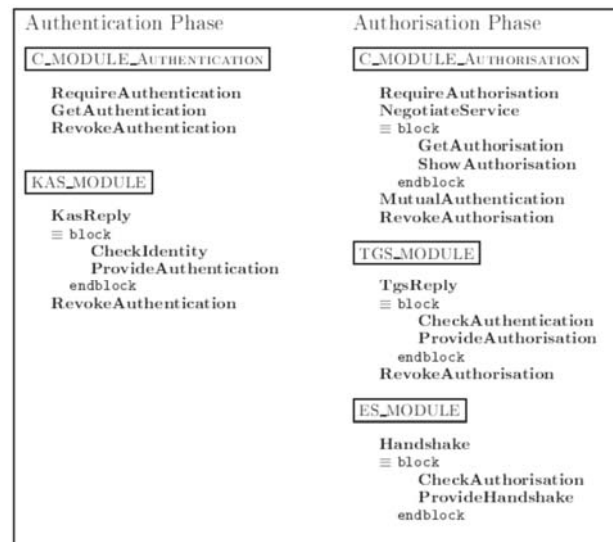 Authentication Phase
C_MODULE_AUTHENTICATION
RequireAuthentication
GetAuthentication
RevokeAuthentication
KAS_MODULE
KasReply
≡ block
CheckIdentity
ProvideAuthentication
endblock
RevokeAuthentication
Authorisation Phase
C_MODULE_AUTHORISATION
RequireAuthorisation
NegotiateService
≡ block
GetAuthorisation
ShowAuthorisation
endblock
MutualAuthentication
RevokeAuthorisation
TGS_MODULE
TgsReply
≡ block
CheckAuthentication
ProvideAuthorisation
endblock
RevokeAuthorisation
ES_MODULE
Handshake
≡ block
CheckAuthorisation
ProvideHandshake
endblock